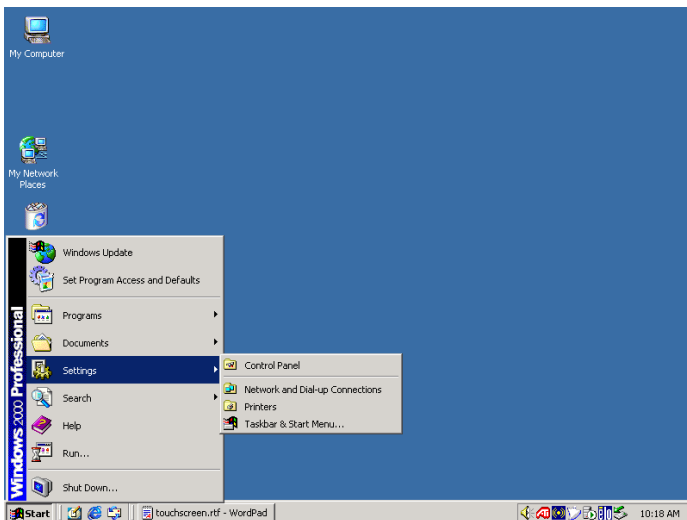 My Computer
My Network
Places
Windows Update
Set Program Access and Defaults
Programs
Documents
Settings
Search
Help
Run...
Shut Down...
Windows 2000 Professional
Control Panel
Network and Dial-up Connections
Printers
Taskbar & Start Menu...
Start
touchscreen.rtf - WordPad
10:18 AM